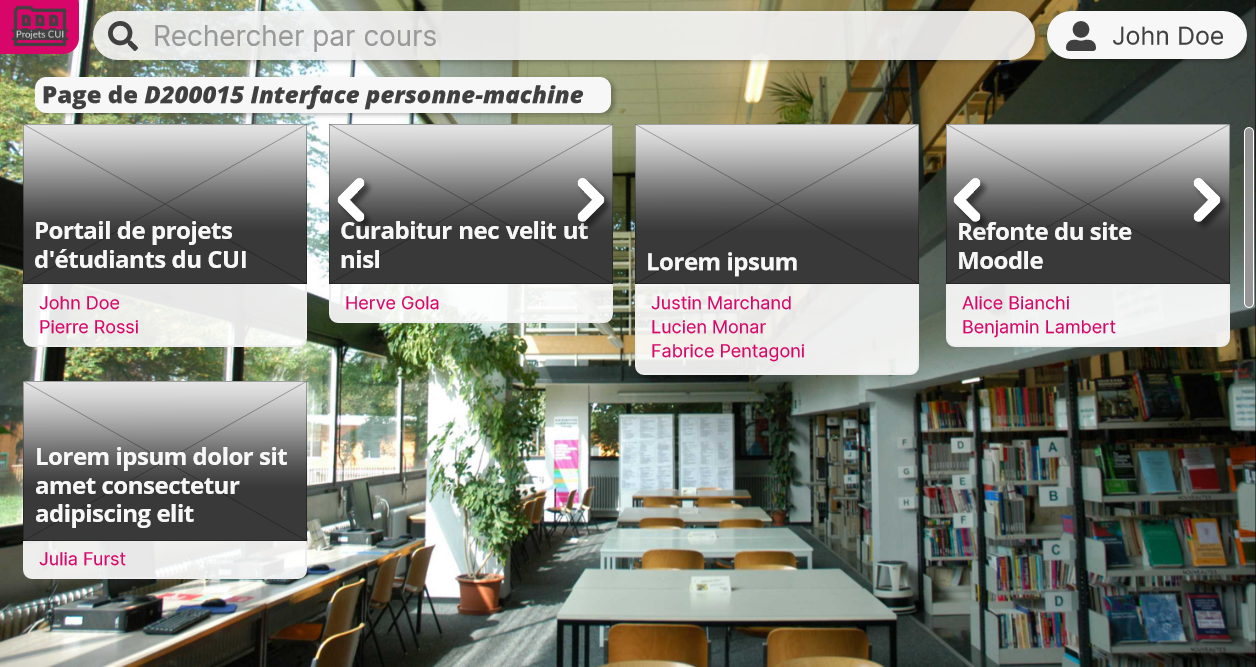 Projets CUI
Rechercher par cours
John Doe
Page de D200015 Interface personne-machine
Portail de projets
d'étudiants du CUI
John Doe
Pierre Rossi
Curabitur nec velit ut
nisl
Herve Gola
Lorem ipsum
Justin Marchand
Lucien Monar
Fabrice Pentagoni
Refonte du site
Moodle
Alice Bianchi
Benjamin Lambert
Lorem ipsum dolor sit
amet consectetur
adipiscing elit
Julia Furst
F
G
H
D
E
F
A
B
C
D